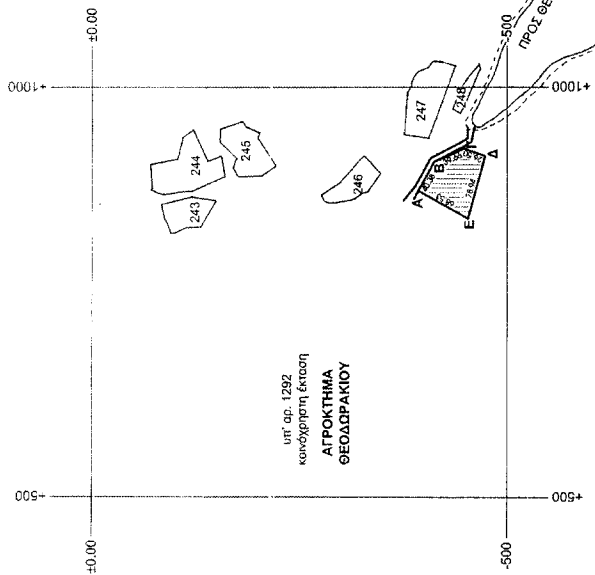 ±0.00
-500
+1000
+1000
ΠΡΟΣ ΘΕ
244
245
243
247
248
246
Α
Β
Γ
Δ
Ε
υπ' αρ. 1292
κοινόχρηστη έκταση
ΑΓΡΟΚΤΗΜΑ
ΘΕΟΔΩΡΑΚΙΟΥ
+500
+500
±0.00
-500